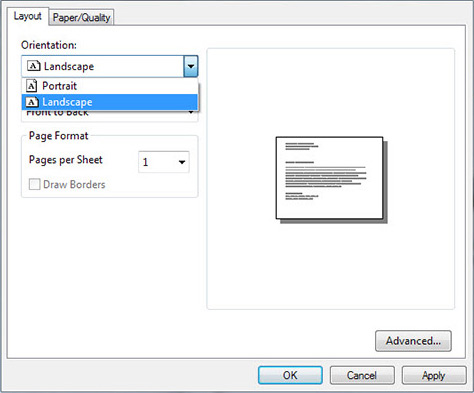 Layout Paper/Quality
Orientation:
Landscape
Portrait
Landscape
Front to Back
Page Format
Pages per Sheet 1
Draw Borders
Advanced...
OK Cancel Apply